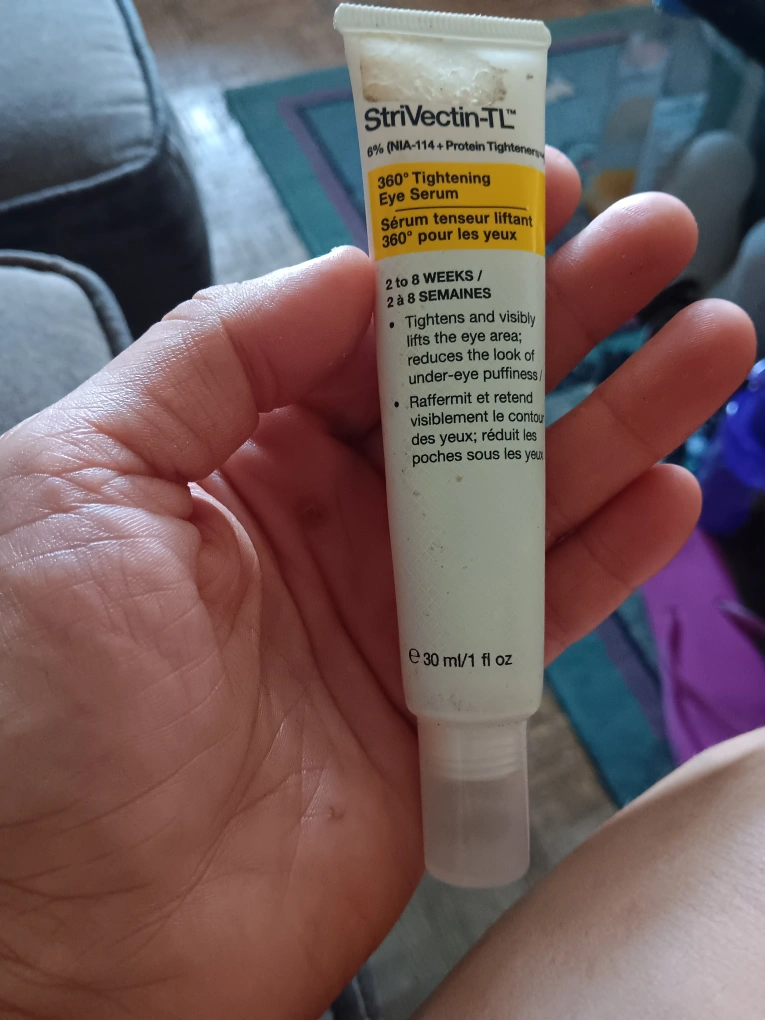 StriVectin-TL™
6% (NIA-114 + Protein Tighteners
360° Tightening
Eye Serum
Sérum tenseur liftant
360° pour les yeux
2 to 8 WEEKS /
2 à 8 SEMAINES
• Tightens and visibly
lifts the eye area;
reduces the look of
under-eye puffiness /
• Raffermit et retend
visiblement le contour
des yeux; réduit les
poches sous les yeux
℮ 30 ml/1 fl oz